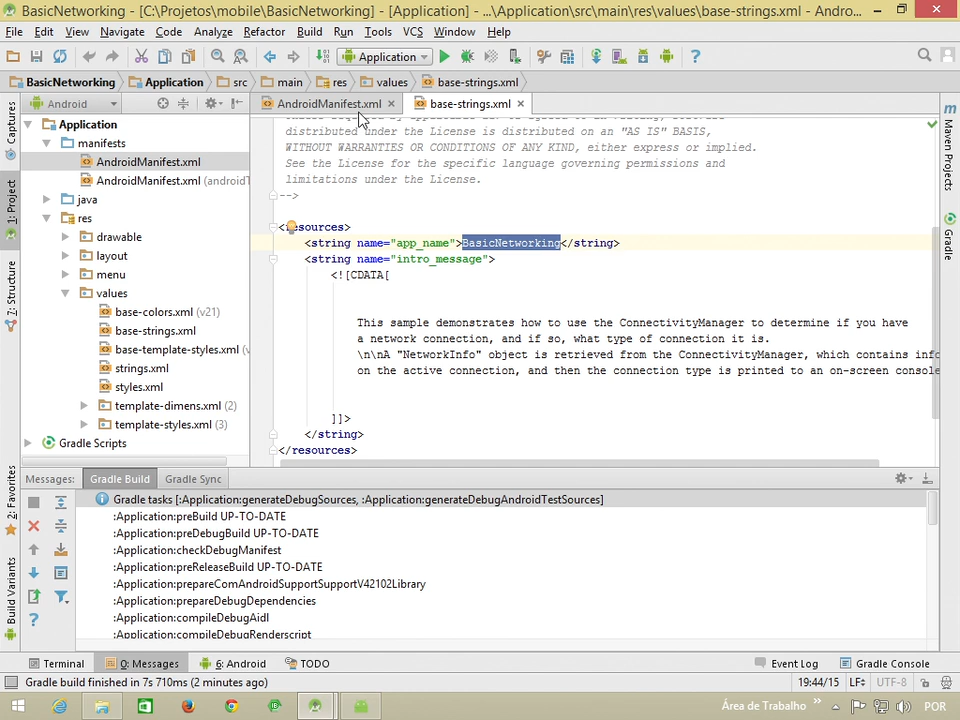 BasicNetworking - [C:\Projetos\mobile\BasicNetworking] - [Application] - ...\Application\src\main\res\values\base-strings.xml - Andro...
File Edit View Navigate Code Analyze Refactor Build Run Tools VCS Window Help
Application
BasicNetworking Application src main res values base-strings.xml
Android AndroidManifest.xml base-strings.xml
Captures
1: Project
7: Structure
2: Favorites
Build Variants
Application
manifests
AndroidManifest.xml
AndroidManifest.xml (androidT
java
res
drawable
layout
menu
values
base-colors.xml (v21)
base-strings.xml
base-template-styles.xml (v
strings.xml
styles.xml
template-dimens.xml (2)
template-styles.xml (3)
Gradle Scripts
distributed under the License is distributed on an "AS IS" BASIS,
WITHOUT WARRANTIES OR CONDITIONS OF ANY KIND, either express or implied.
See the License for the specific language governing permissions and
limitations under the License.
-->
<resources>
<string name="app_name">BasicNetworking</string>
<string name="intro_message">
<![CDATA[
This sample demonstrates how to use the ConnectivityManager to determine if you have
a network connection, and if so, what type of connection it is.
\n\nA "NetworkInfo" object is retrieved from the ConnectivityManager, which contains info
on the active connection, and then the connection type is printed to an on-screen console
]]>
</string>
</resources>
Maven Projects
Gradle
Messages: Gradle Build Gradle Sync
Gradle tasks [:Application:generateDebugSources, :Application:generateDebugAndroidTestSources]
:Application:preBuild UP-TO-DATE
:Application:preDebugBuild UP-TO-DATE
:Application:checkDebugManifest
:Application:preReleaseBuild UP-TO-DATE
:Application:prepareComAndroidSupportSupportV42102Library
:Application:prepareDebugDependencies
:Application:compileDebugAidl
:Application:compileDebugRenderscript
Terminal 0: Messages 6: Android TODO Event Log Gradle Console
Gradle build finished in 7s 710ms (2 minutes ago) 19:44/15 LF÷ UTF-8
Área de Trabalho POR